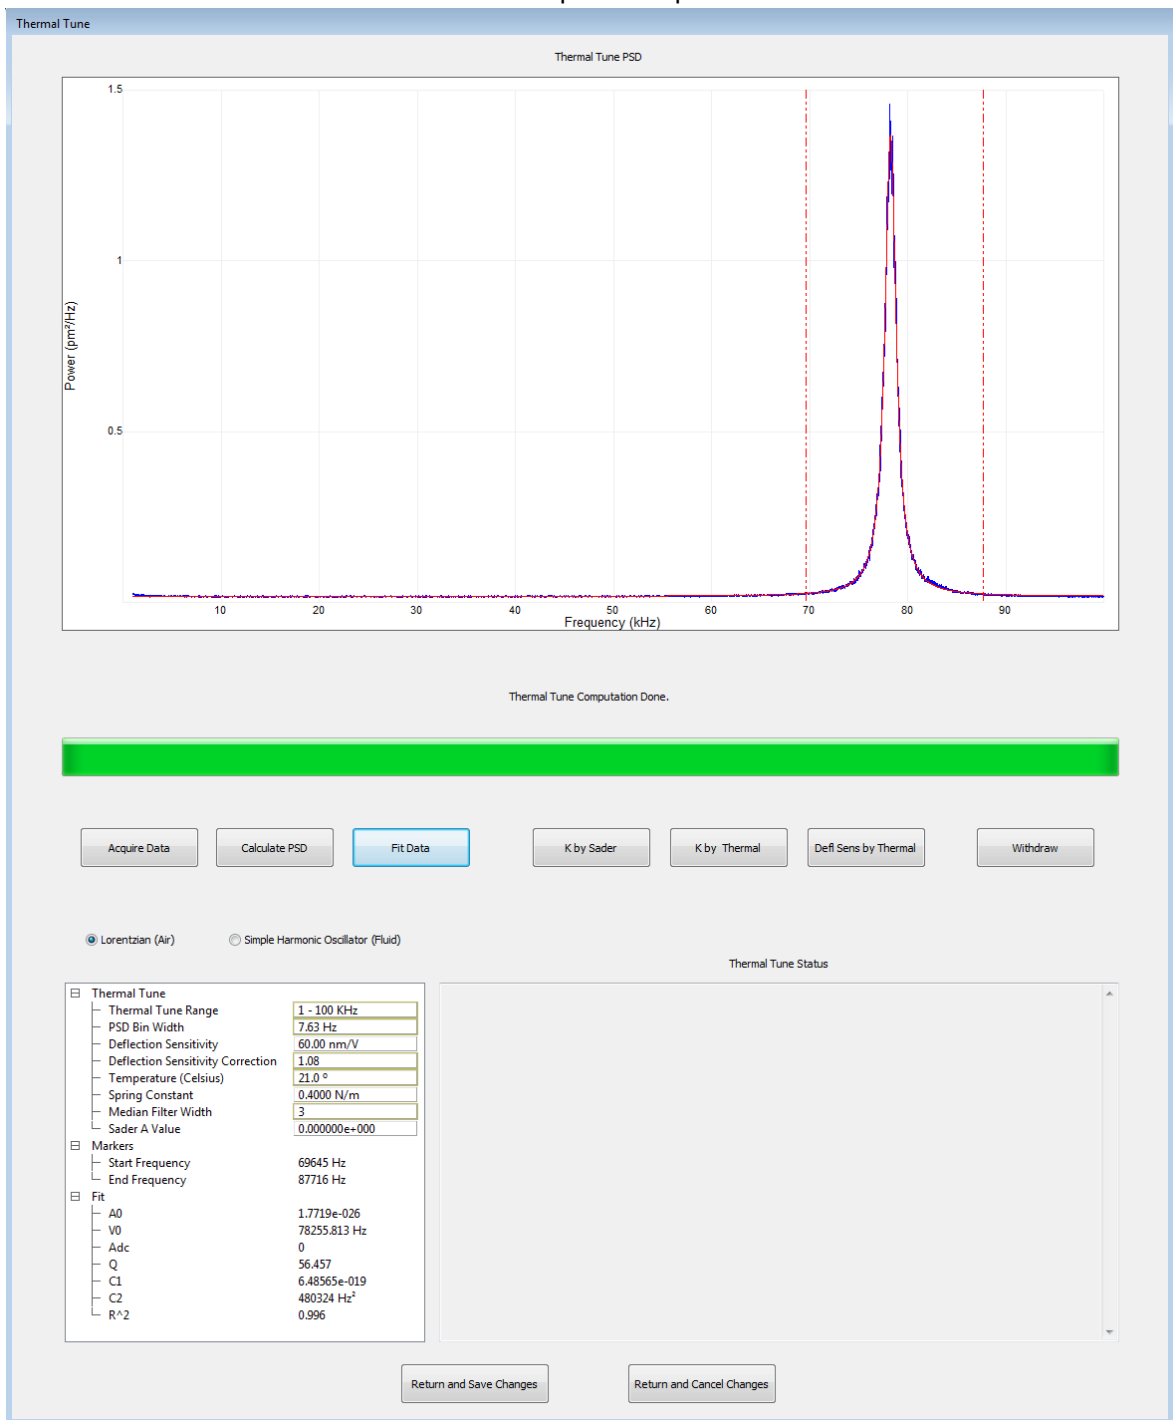 Thermal Tune
Thermal Tune PSD
1.5
1
0.5
Power (pm²/Hz)
10 20 30 40 50 60 70 80 90
Frequency (kHz)
Thermal Tune Computation Done.
Acquire Data Calculate PSD Fit Data K by Sader K by Thermal Defl Sens by Thermal Withdraw
Lorentzian (Air) Simple Harmonic Oscillator (Fluid)
Thermal Tune Status
Thermal Tune
Thermal Tune Range 1 - 100 KHz
PSD Bin Width 7.63 Hz
Deflection Sensitivity 60.00 nm/V
Deflection Sensitivity Correction 1.08
Temperature (Celsius) 21.0 º
Spring Constant 0.4000 N/m
Median Filter Width 3
Sader A Value 0.000000e+000
Markers
Start Frequency 69645 Hz
End Frequency 87716 Hz
Fit
A0 1.7719e-026
V0 78255.813 Hz
Adc 0
Q 56.457
C1 6.48565e-019
C2 480324 Hz²
R^2 0.996
Return and Save Changes Return and Cancel Changes